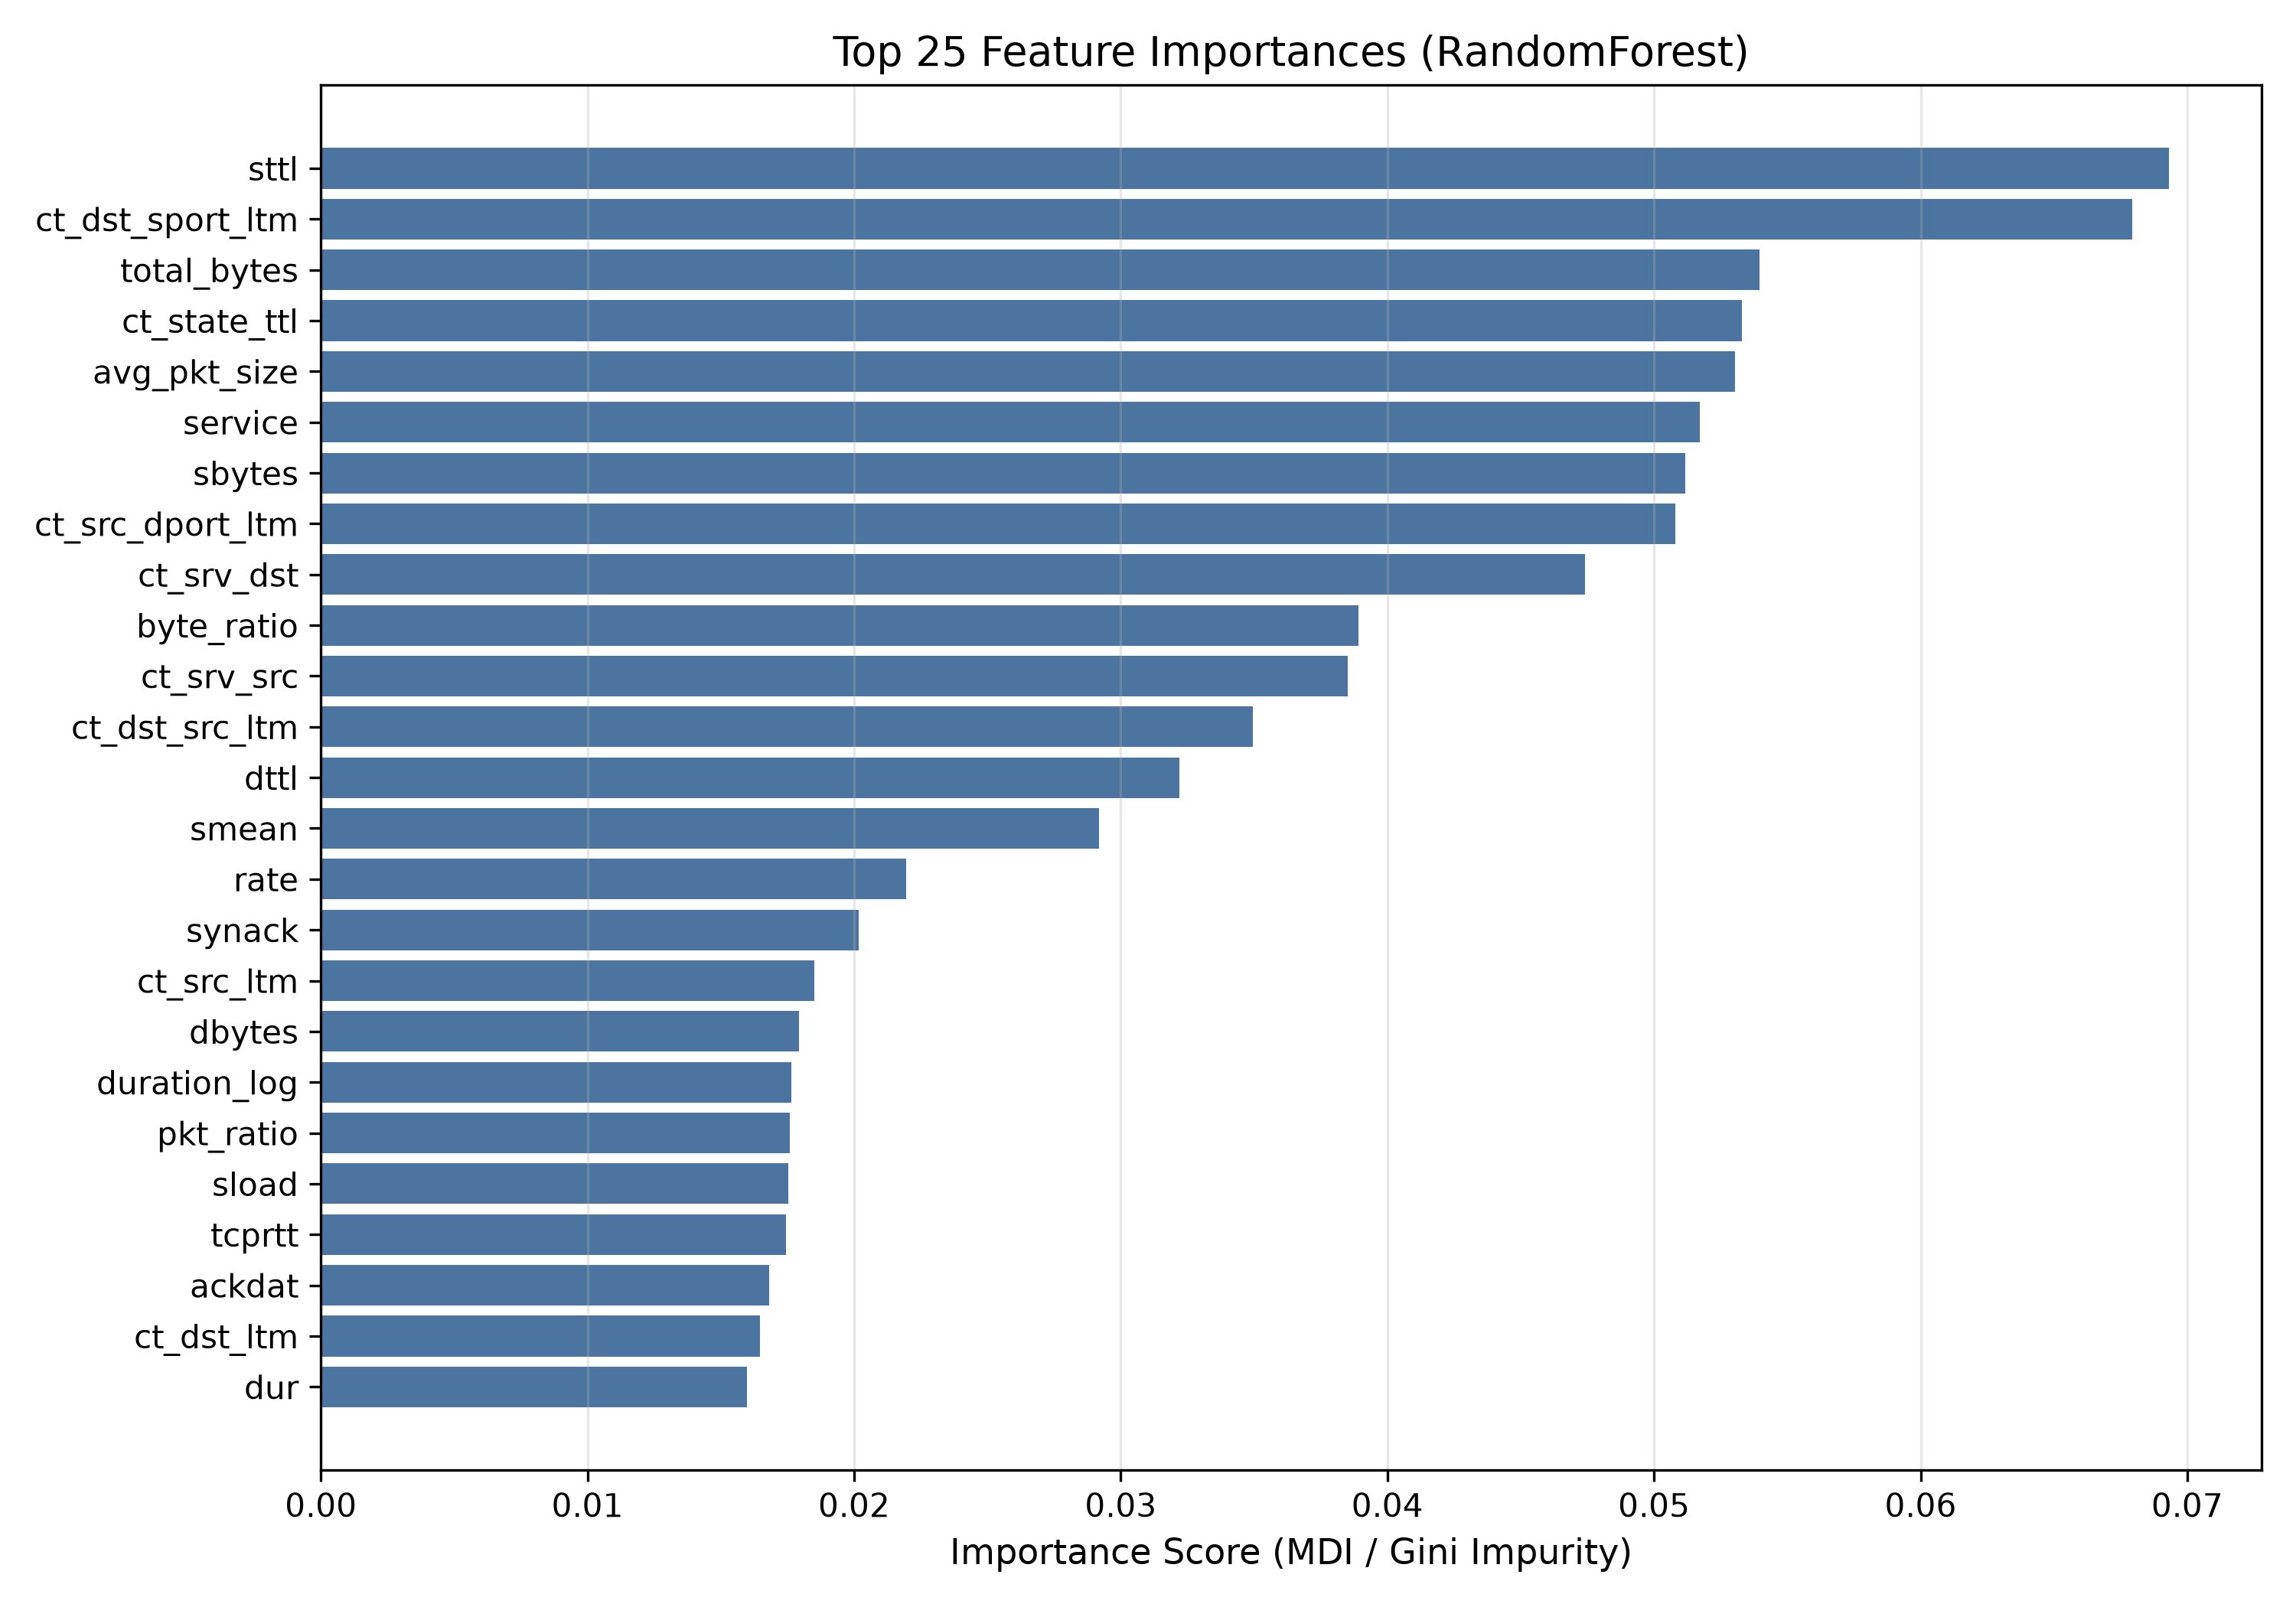 Top 25 Feature Importances (RandomForest)
sttl
ct_dst_sport_ltm
total_bytes
ct_state_ttl
avg_pkt_size
service
sbytes
ct_src_dport_ltm
ct_srv_dst
byte_ratio
ct_srv_src
ct_dst_src_ltm
dttl
smean
rate
synack
ct_src_ltm
dbytes
duration_log
pkt_ratio
sload
tcprtt
ackdat
ct_dst_ltm
dur
0.00 0.01 0.02 0.03 0.04 0.05 0.06 0.07
Importance Score (MDI / Gini Impurity)